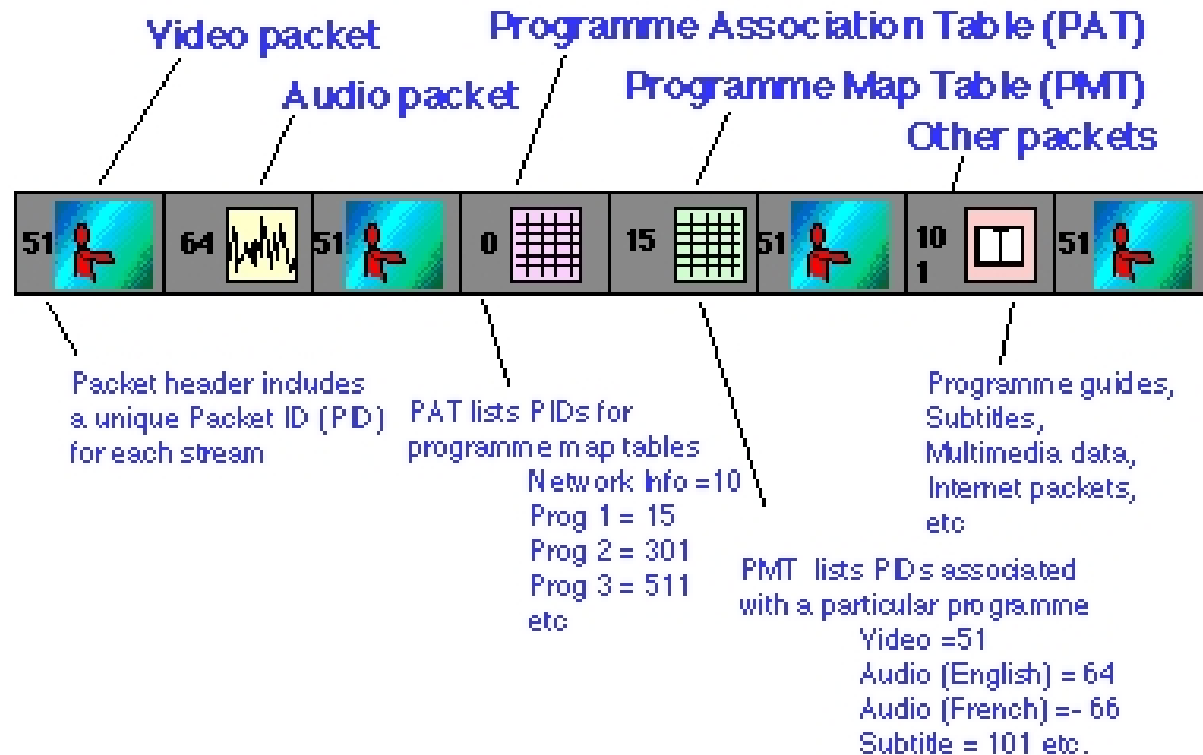 Video packet
Programme Association Table (PAT)
Audio packet
Programme Map Table (PMT)
Other packets
51
64
51
0
15
51
10
1
51
Packet header includes
a unique Packet ID (PID)
for each stream
PAT lists PIDs for
programme map tables
Network Info =10
Prog 1 = 15
Prog 2 = 301
Prog 3 = 511
etc
PMT lists PIDs associated
with a particular programme
Video =51
Audio (English) = 64
Audio (French) =- 66
Subtitle = 101 etc.
Programme guides,
Subtitles,
Multimedia data,
Internet packets,
etc